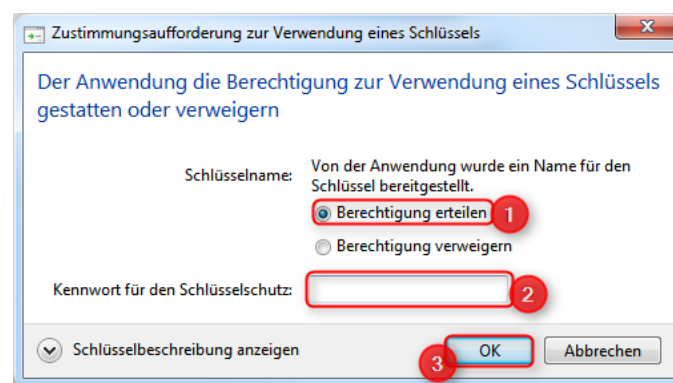 Zustimmungsaufforderung zur Verwendung eines Schlüssels
Der Anwendung die Berechtigung zur Verwendung eines Schlüssels
gestatten oder verweigern
Schlüsselname:
Von der Anwendung wurde ein Name für den
Schlüssel bereitgestellt.
Berechtigung erteilen
1
Berechtigung verweigern
Kennwort für den Schlüsselschutz:
2
Schlüsselbeschreibung anzeigen
3
OK
Abbrechen